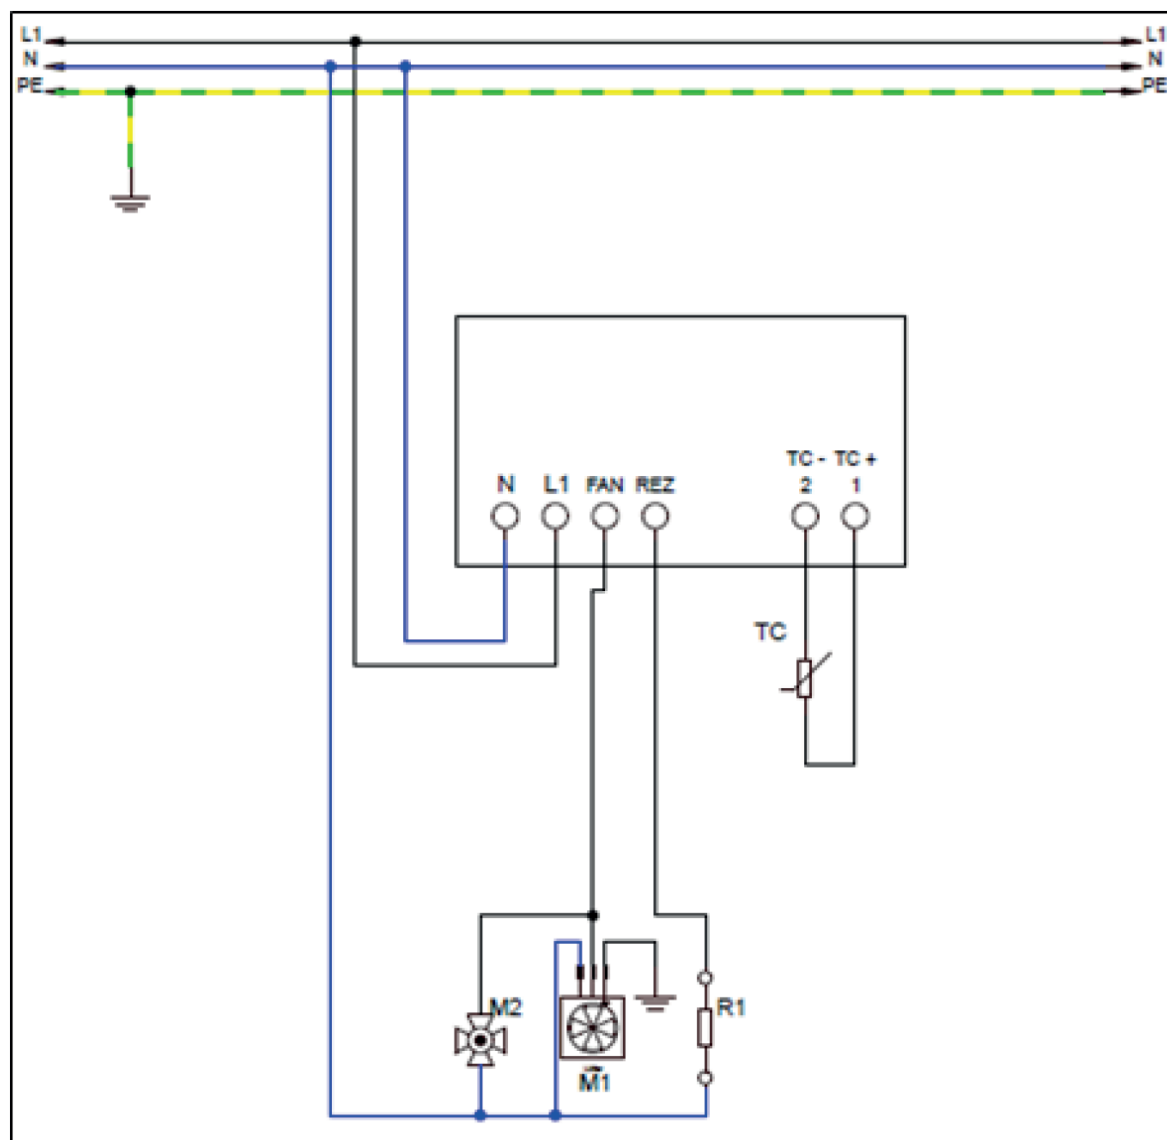 L1 L1
N N
PE PE
TC - TC +
N L1 FAN REZ 2 1
TC
M2 R1
M1